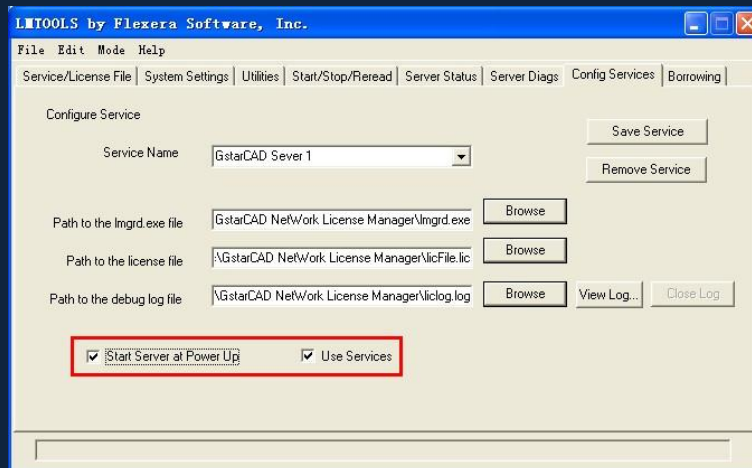 LMTOOLS by Flexera Software, Inc.
File Edit Mode Help
Service/License File System Settings Utilities Start/Stop/Reread Server Status Server Diags Config Services Borrowing
Configure Service
Save Service
Service Name GstarCAD Sever 1
Remove Service
Path to the lmgrd.exe file GstarCAD NetWork License Manager\lmgrd.exe Browse
Path to the license file :\GstarCAD NetWork License Manager\licFile.lic Browse
Path to the debug log file \GstarCAD NetWork License Manager\liclog.log Browse View Log... Close Log
Start Server at Power Up Use Services